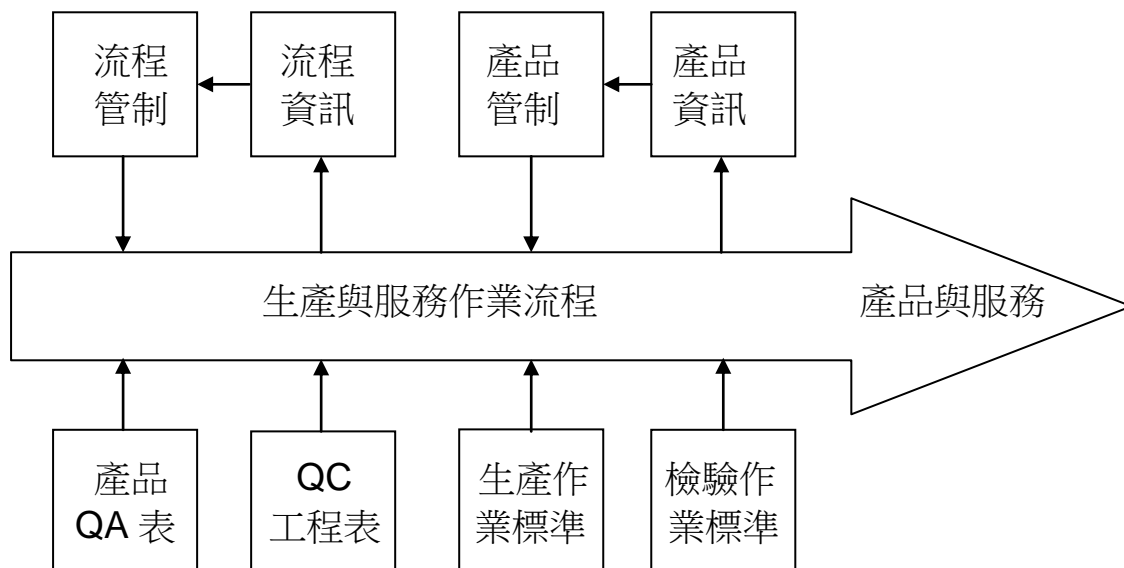 流程
管制
流程
資訊
產品
管制
產品
資訊
生產與服務作業流程
產品與服務
產品
QA 表
QC
工程表
生產作
業標準
檢驗作
業標準